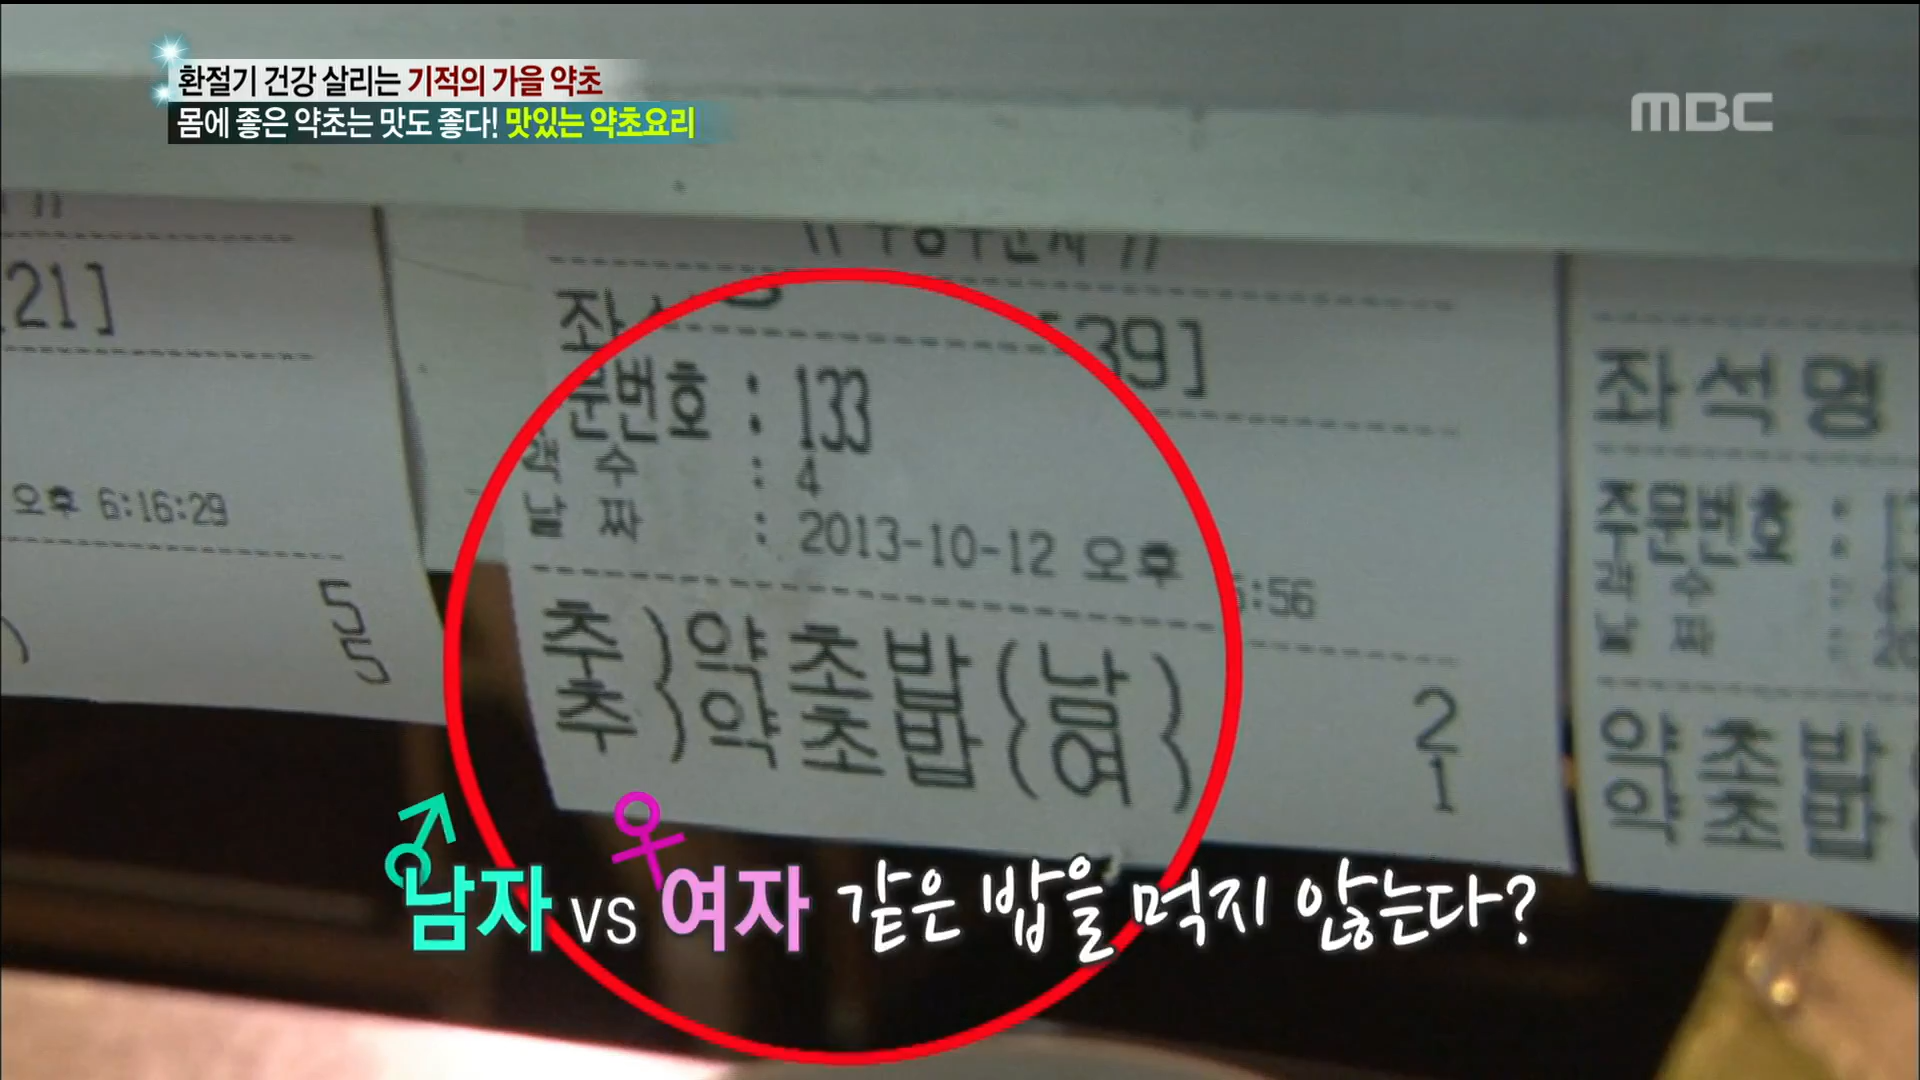 환절기 건강 살리는 기적의 가을 약초
몸에 좋은 약초는 맛도 좋다! 맛있는 약초요리
MBC
21]
오후 6:16:29
5
5
39]
문번호 : 133
객 수 : 4
날 짜 : 2013-10-12 오후 :56
추)약초밥(남) 2
추)약초밥(여) 1
좌석명
주문번호 :
객 수 :
날 짜 : 20
약초밥
약초밥
남자 vs 여자 같은 밥을 먹지 않는다?